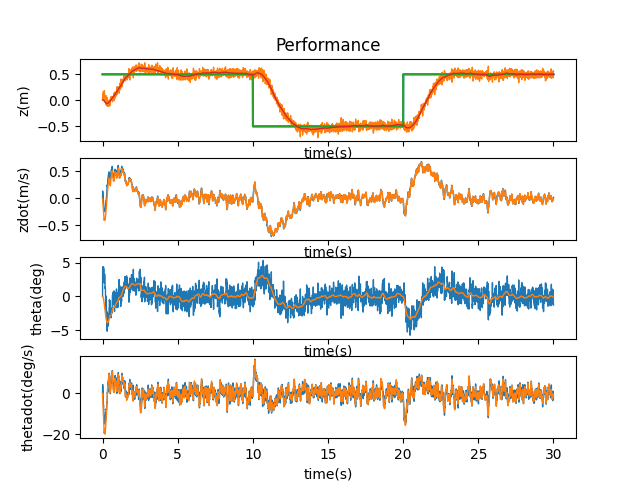 Performance
z(m)
0.5
0.0
−0.5
time(s)
zdot(m/s)
0.5
0.0
−0.5
time(s)
theta(deg)
5
0
−5
time(s)
thetadot(deg/s)
0
−20
0 5 10 15 20 25 30
time(s)